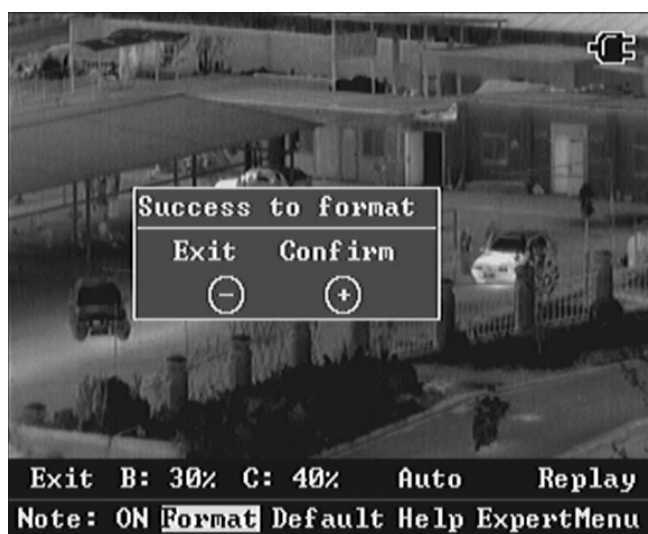 Success to format
Exit Confirm
Exit B: 30% C: 40% Auto Replay
Note: ON Format Default Help ExpertMenu